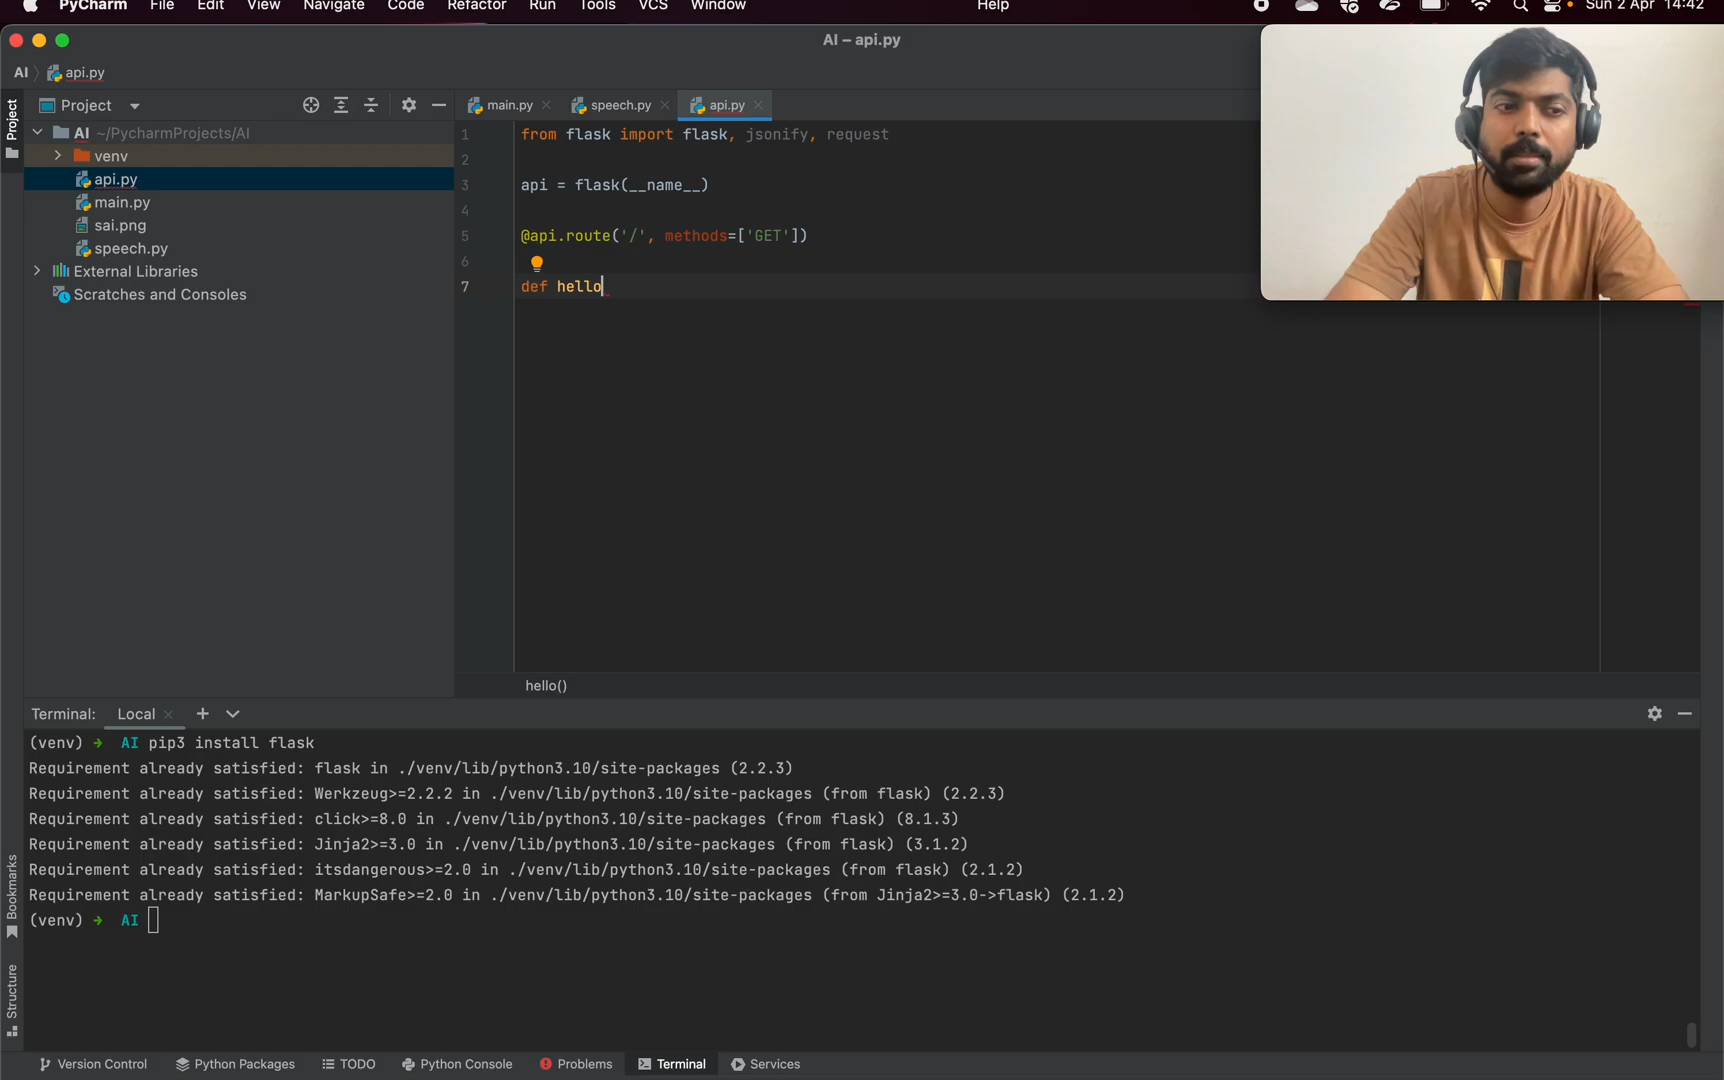 PyCharm File Edit View Navigate Code Refactor Run Tools VCS Window Help Sun 2 Apr 14:42
AI – api.py
AI api.py
Project
Project
main.py speech.py api.py
AI ~/PycharmProjects/AI
venv
api.py
main.py
sai.png
speech.py
External Libraries
Scratches and Consoles
1 from flask import flask, jsonify, request
2
3 api = flask(__name__)
4
5 @api.route('/', methods=['GET'])
6
7 def hello
hello()
Terminal: Local
(venv) → AI pip3 install flask
Requirement already satisfied: flask in ./venv/lib/python3.10/site-packages (2.2.3)
Requirement already satisfied: Werkzeug>=2.2.2 in ./venv/lib/python3.10/site-packages (from flask) (2.2.3)
Requirement already satisfied: click>=8.0 in ./venv/lib/python3.10/site-packages (from flask) (8.1.3)
Requirement already satisfied: Jinja2>=3.0 in ./venv/lib/python3.10/site-packages (from flask) (3.1.2)
Requirement already satisfied: itsdangerous>=2.0 in ./venv/lib/python3.10/site-packages (from flask) (2.1.2)
Requirement already satisfied: MarkupSafe>=2.0 in ./venv/lib/python3.10/site-packages (from Jinja2>=3.0->flask) (2.1.2)
(venv) → AI
Bookmarks
Structure
Version Control Python Packages TODO Python Console Problems Terminal Services